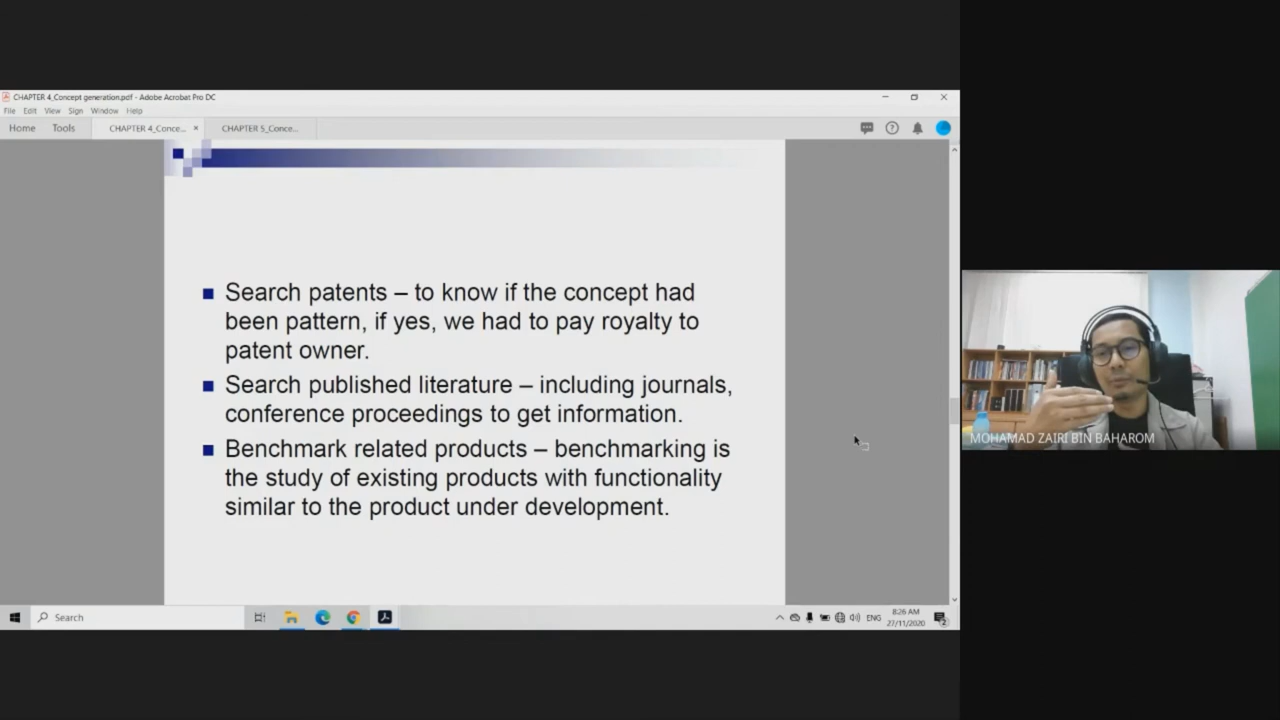 CHAPTER 4_Concept generation.pdf - Adobe Acrobat Pro DC
File Edit View Sign Window Help
Home Tools CHAPTER 4_Conce... × CHAPTER 5_Conce...
Search patents – to know if the concept had
been pattern, if yes, we had to pay royalty to
patent owner.
Search published literature – including journals,
conference proceedings to get information.
Benchmark related products – benchmarking is
the study of existing products with functionality
similar to the product under development.
MOHAMAD ZAIRI BIN BAHAROM
Search
ENG
8:26 AM
27/11/2020
2